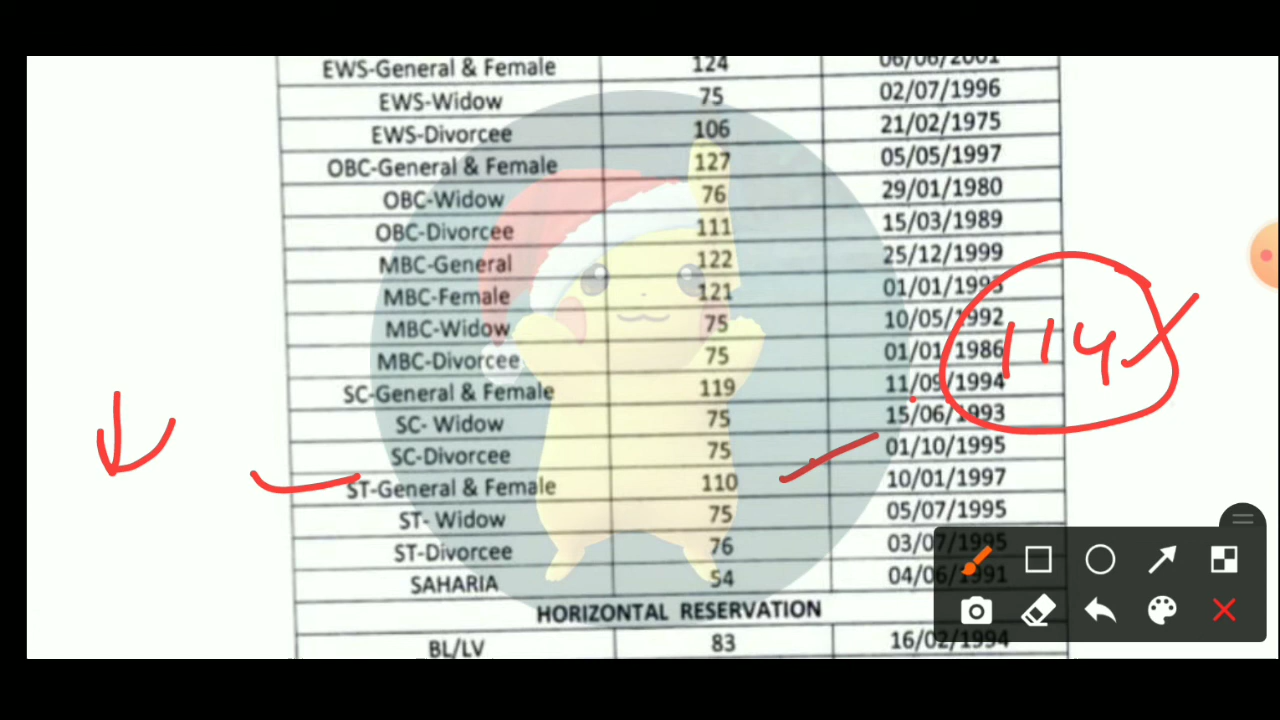 EWS-General & Female 124 06/06/2001
EWS-Widow 75 02/07/1996
EWS-Divorcee 106 21/02/1975
OBC-General & Female 127 05/05/1997
OBC-Widow 76 29/01/1980
OBC-Divorcee 111 15/03/1989
MBC-General 122 25/12/1999
MBC-Female 121 01/01/1995
MBC-Widow 75 10/05/1992
MBC-Divorcee 75 01/01/1986
114
SC-General & Female 119 11/09/1994
SC- Widow 75 15/06/1993
SC-Divorcee 75 01/10/1995
ST-General & Female 110 10/01/1997
ST- Widow 75 05/07/1995
ST-Divorcee 76 03/07/1995
SAHARIA 54 04/06/1991
HORIZONTAL RESERVATION
BL/LV 83 16/02/1994